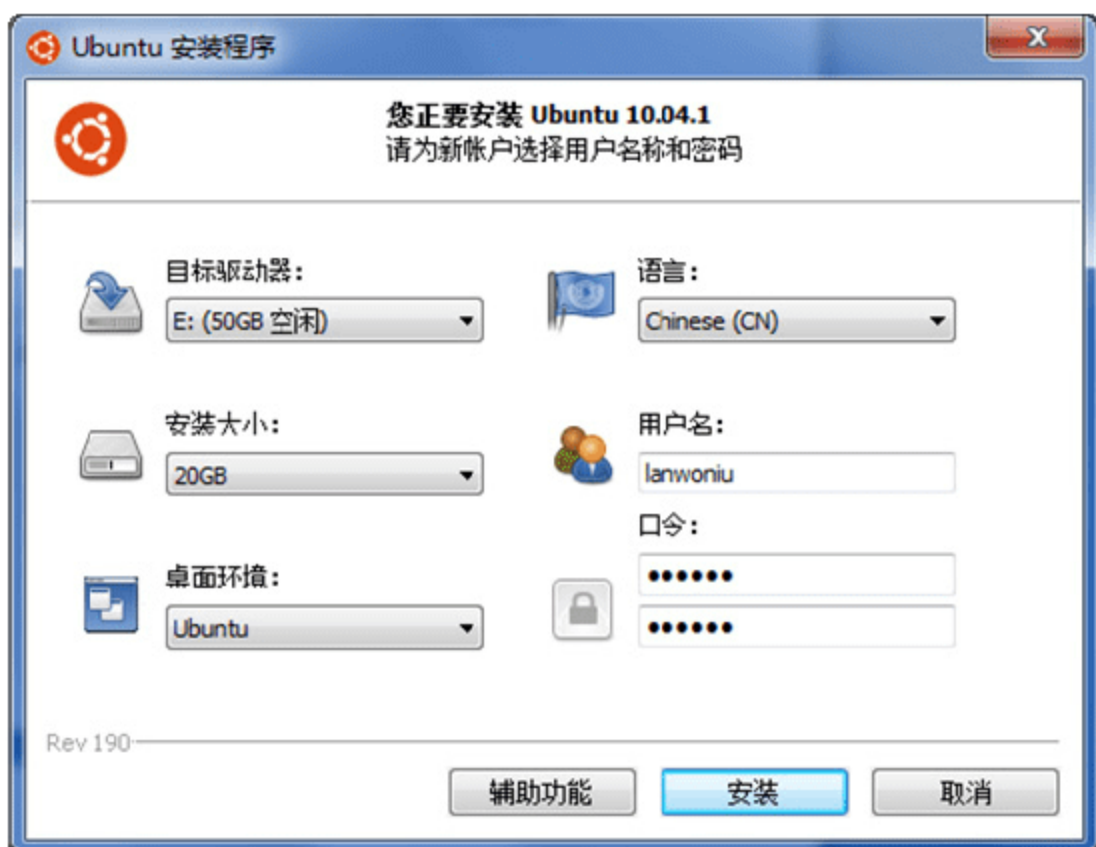 Ubuntu 安装程序
您正要安装 Ubuntu 10.04.1
请为新帐户选择用户名称和密码
目标驱动器:
E: (50GB 空闲)
语言:
Chinese (CN)
安装大小:
20GB
用户名:
lanwoniu
口令:
••••••
••••••
桌面环境:
Ubuntu
Rev 190
辅助功能
安装
取消